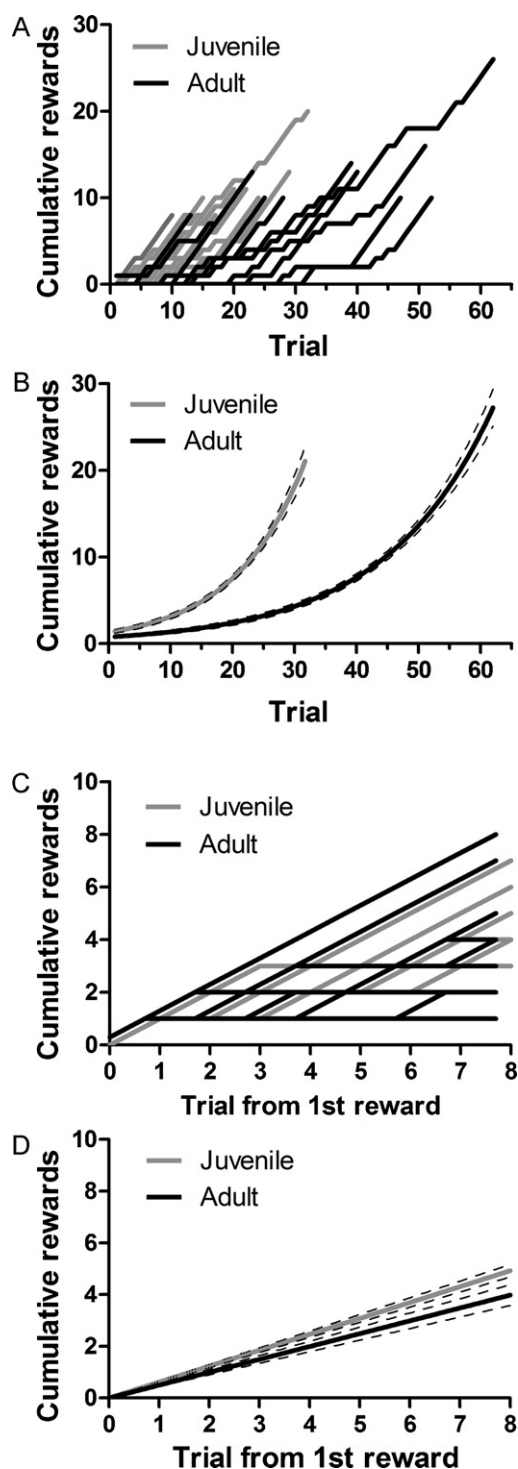 A
30
Juvenile
Adult
20
10
0
Cumulative rewards
0 10 20 30 40 50 60
Trial
B
30
Juvenile
Adult
20
10
0
Cumulative rewards
0 10 20 30 40 50 60
Trial
C
10
Juvenile
Adult
8
6
4
2
0
Cumulative rewards
0 1 2 3 4 5 6 7 8
Trial from 1st reward
D
10
Juvenile
Adult
8
6
4
2
0
Cumulative rewards
0 1 2 3 4 5 6 7 8
Trial from 1st reward